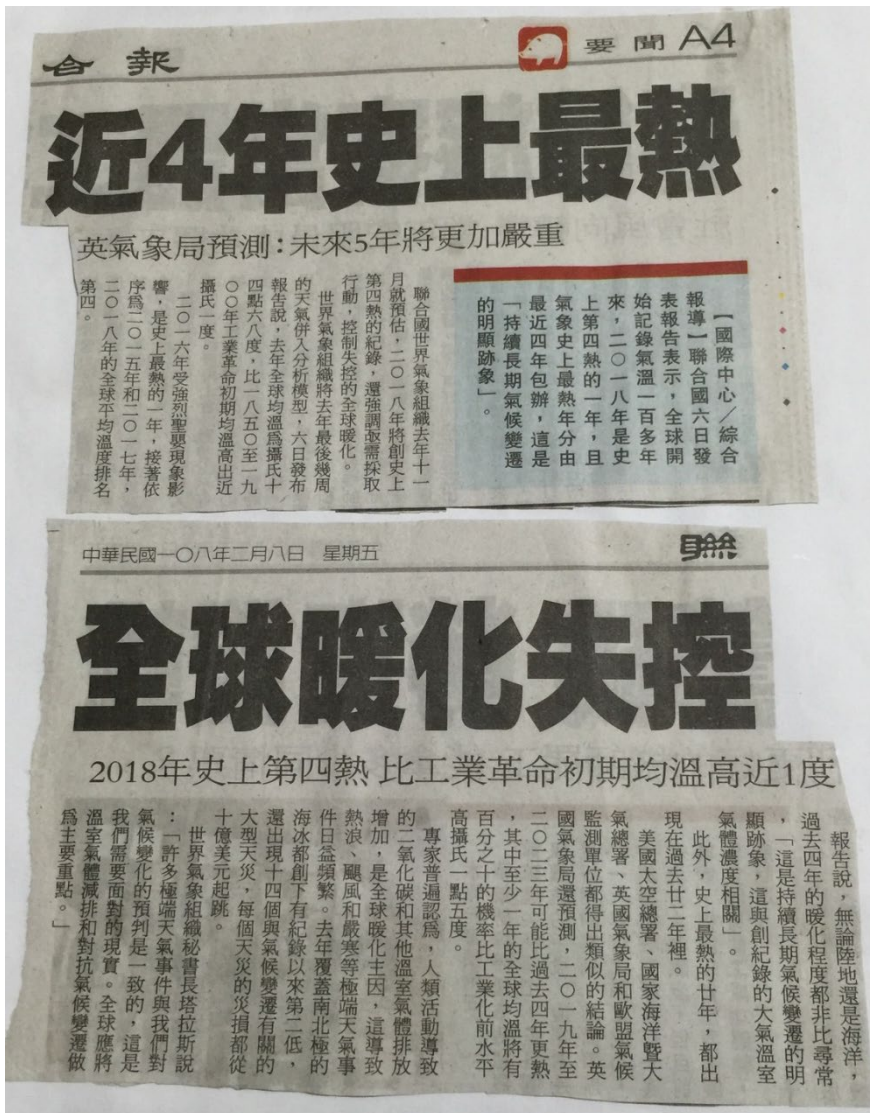 合報
要聞 A4
近4年史上最熱
英氣象局預測：未來5年將更加嚴重
【國際中心／綜合
報導】聯合國六日發
表報告表示，全球開
始記錄氣溫一百多年
來，二〇一八年是史
上第四熱的一年，且
氣象史上最熱年分由
最近四年包辦，這是
「持續長期氣候變遷
的明顯跡象」。
聯合國世界氣象組織去年十一
月就預估，二〇一八年將創史上
第四熱的紀錄，還強調亟需採取
行動，控制失控的全球暖化。
世界氣象組織將去年最後幾周
的天氣併入分析模型，六日發布
報告說，去年全球均溫為攝氏十
四點六八度，比一八五〇至一九
〇〇年工業革命初期均溫高出近
攝氏一度。
二〇一六年受強烈聖嬰現象影
響，是史上最熱的一年，接著依
序為二〇一五年和二〇一七年，
二〇一八年的全球平均溫度排名
第四。
中華民國一〇八年二月八日 星期五
聯
全球暖化失控
2018年史上第四熱 比工業革命初期均溫高近1度
報告說，無論陸地還是海洋，
過去四年的暖化程度都非比尋常
，「這是持續長期氣候變遷的明
顯跡象，這與創紀錄的大氣溫室
氣體濃度相關」。
此外，史上最熱的廿年，都出
現在過去廿二年裡。
美國太空總署、國家海洋暨大
氣總署、英國氣象局和歐盟氣候
監測單位都得出類似的結論。英
國氣象局還預測，二〇一九年至
二〇二三年可能比過去四年更熱
，其中至少一年的全球均溫將有
百分之十的機率比工業化前水平
高攝氏一點五度。
專家普遍認為，人類活動導致
的二氧化碳和其他溫室氣體排放
增加，是全球暖化主因，這導致
熱浪、颶風和嚴寒等極端天氣事
件日益頻繁。去年覆蓋南北極的
海冰都創下有紀錄以來第二低，
還出現十四個與氣候變遷有關的
大型天災，每個天災的災損都從
十億美元起跳。
世界氣象組織秘書長塔拉斯說
：「許多極端天氣事件與我們對
氣候變化的預判是一致的，這是
我們需要面對的現實。全球應將
溫室氣體減排和對抗氣候變遷做
為主要重點。」